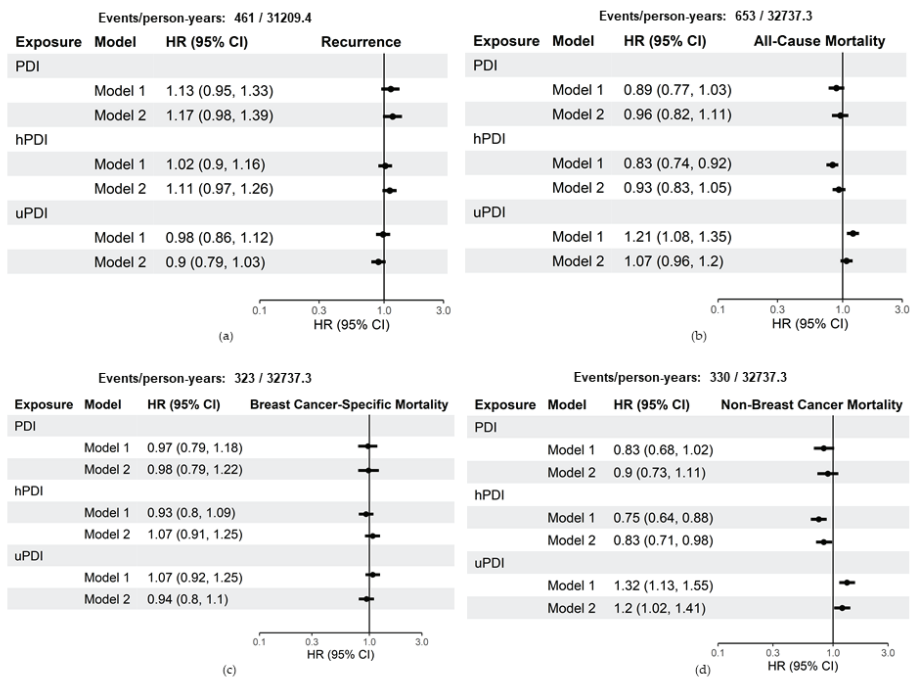 Events/person-years: 461 / 31209.4
Exposure Model HR (95% CI) Recurrence
PDI
Model 1 1.13 (0.95, 1.33)
Model 2 1.17 (0.98, 1.39)
hPDI
Model 1 1.02 (0.9, 1.16)
Model 2 1.11 (0.97, 1.26)
uPDI
Model 1 0.98 (0.86, 1.12)
Model 2 0.9 (0.79, 1.03)
0.1 0.3 1.0 3.0
HR (95% CI)
(a)
Events/person-years: 653 / 32737.3
Exposure Model HR (95% CI) All-Cause Mortality
PDI
Model 1 0.89 (0.77, 1.03)
Model 2 0.96 (0.82, 1.11)
hPDI
Model 1 0.83 (0.74, 0.92)
Model 2 0.93 (0.83, 1.05)
uPDI
Model 1 1.21 (1.08, 1.35)
Model 2 1.07 (0.96, 1.2)
0.1 0.3 1.0 3.0
HR (95% CI)
(b)
Events/person-years: 323 / 32737.3
Exposure Model HR (95% CI) Breast Cancer-Specific Mortality
PDI
Model 1 0.97 (0.79, 1.18)
Model 2 0.98 (0.79, 1.22)
hPDI
Model 1 0.93 (0.8, 1.09)
Model 2 1.07 (0.91, 1.25)
uPDI
Model 1 1.07 (0.92, 1.25)
Model 2 0.94 (0.8, 1.1)
0.1 0.3 1.0 3.0
HR (95% CI)
(c)
Events/person-years: 330 / 32737.3
Exposure Model HR (95% CI) Non-Breast Cancer Mortality
PDI
Model 1 0.83 (0.68, 1.02)
Model 2 0.9 (0.73, 1.11)
hPDI
Model 1 0.75 (0.64, 0.88)
Model 2 0.83 (0.71, 0.98)
uPDI
Model 1 1.32 (1.13, 1.55)
Model 2 1.2 (1.02, 1.41)
0.1 0.3 1.0 3.0
HR (95% CI)
(d)